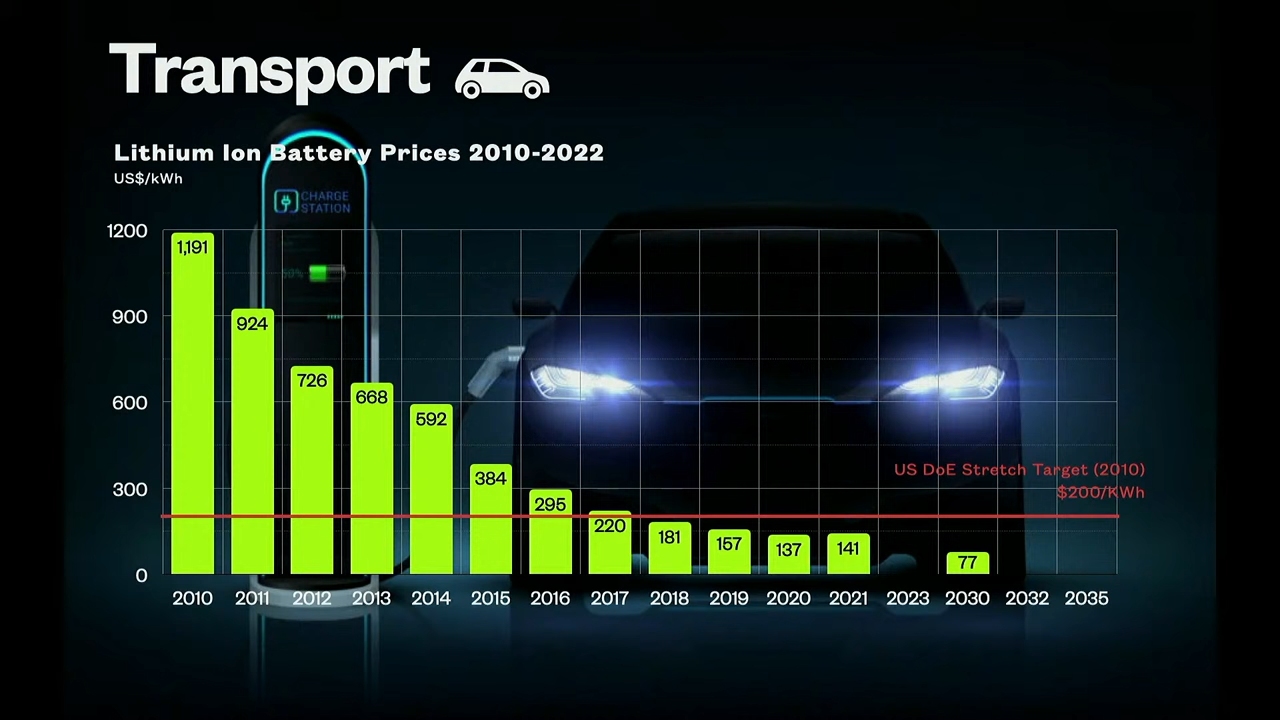 Transport
Lithium Ion Battery Prices 2010-2022
US$/kWh
CHARGE
STATION
50%
1200
900
600
300
0
1,191
924
726
668
592
384
295
220
181
157
137
141
77
US DoE Stretch Target (2010)
$200/KWh
2010 2011 2012 2013 2014 2015 2016 2017 2018 2019 2020 2021 2023 2030 2032 2035